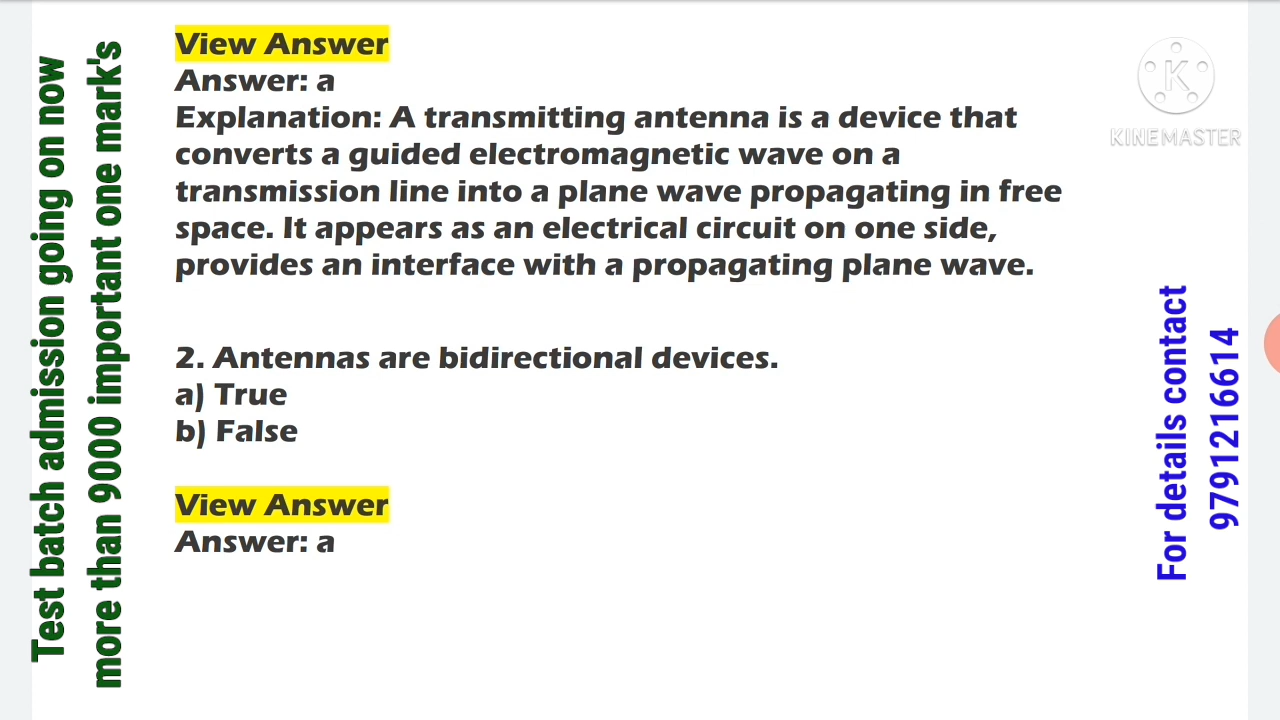 Test batch admission going on now
more than 9000 important one mark's
View Answer
Answer: a
Explanation: A transmitting antenna is a device that
converts a guided electromagnetic wave on a
transmission line into a plane wave propagating in free
space. It appears as an electrical circuit on one side,
provides an interface with a propagating plane wave.
2. Antennas are bidirectional devices.
a) True
b) False
View Answer
Answer: a
K
KINEMASTER
For details contact
9791216614